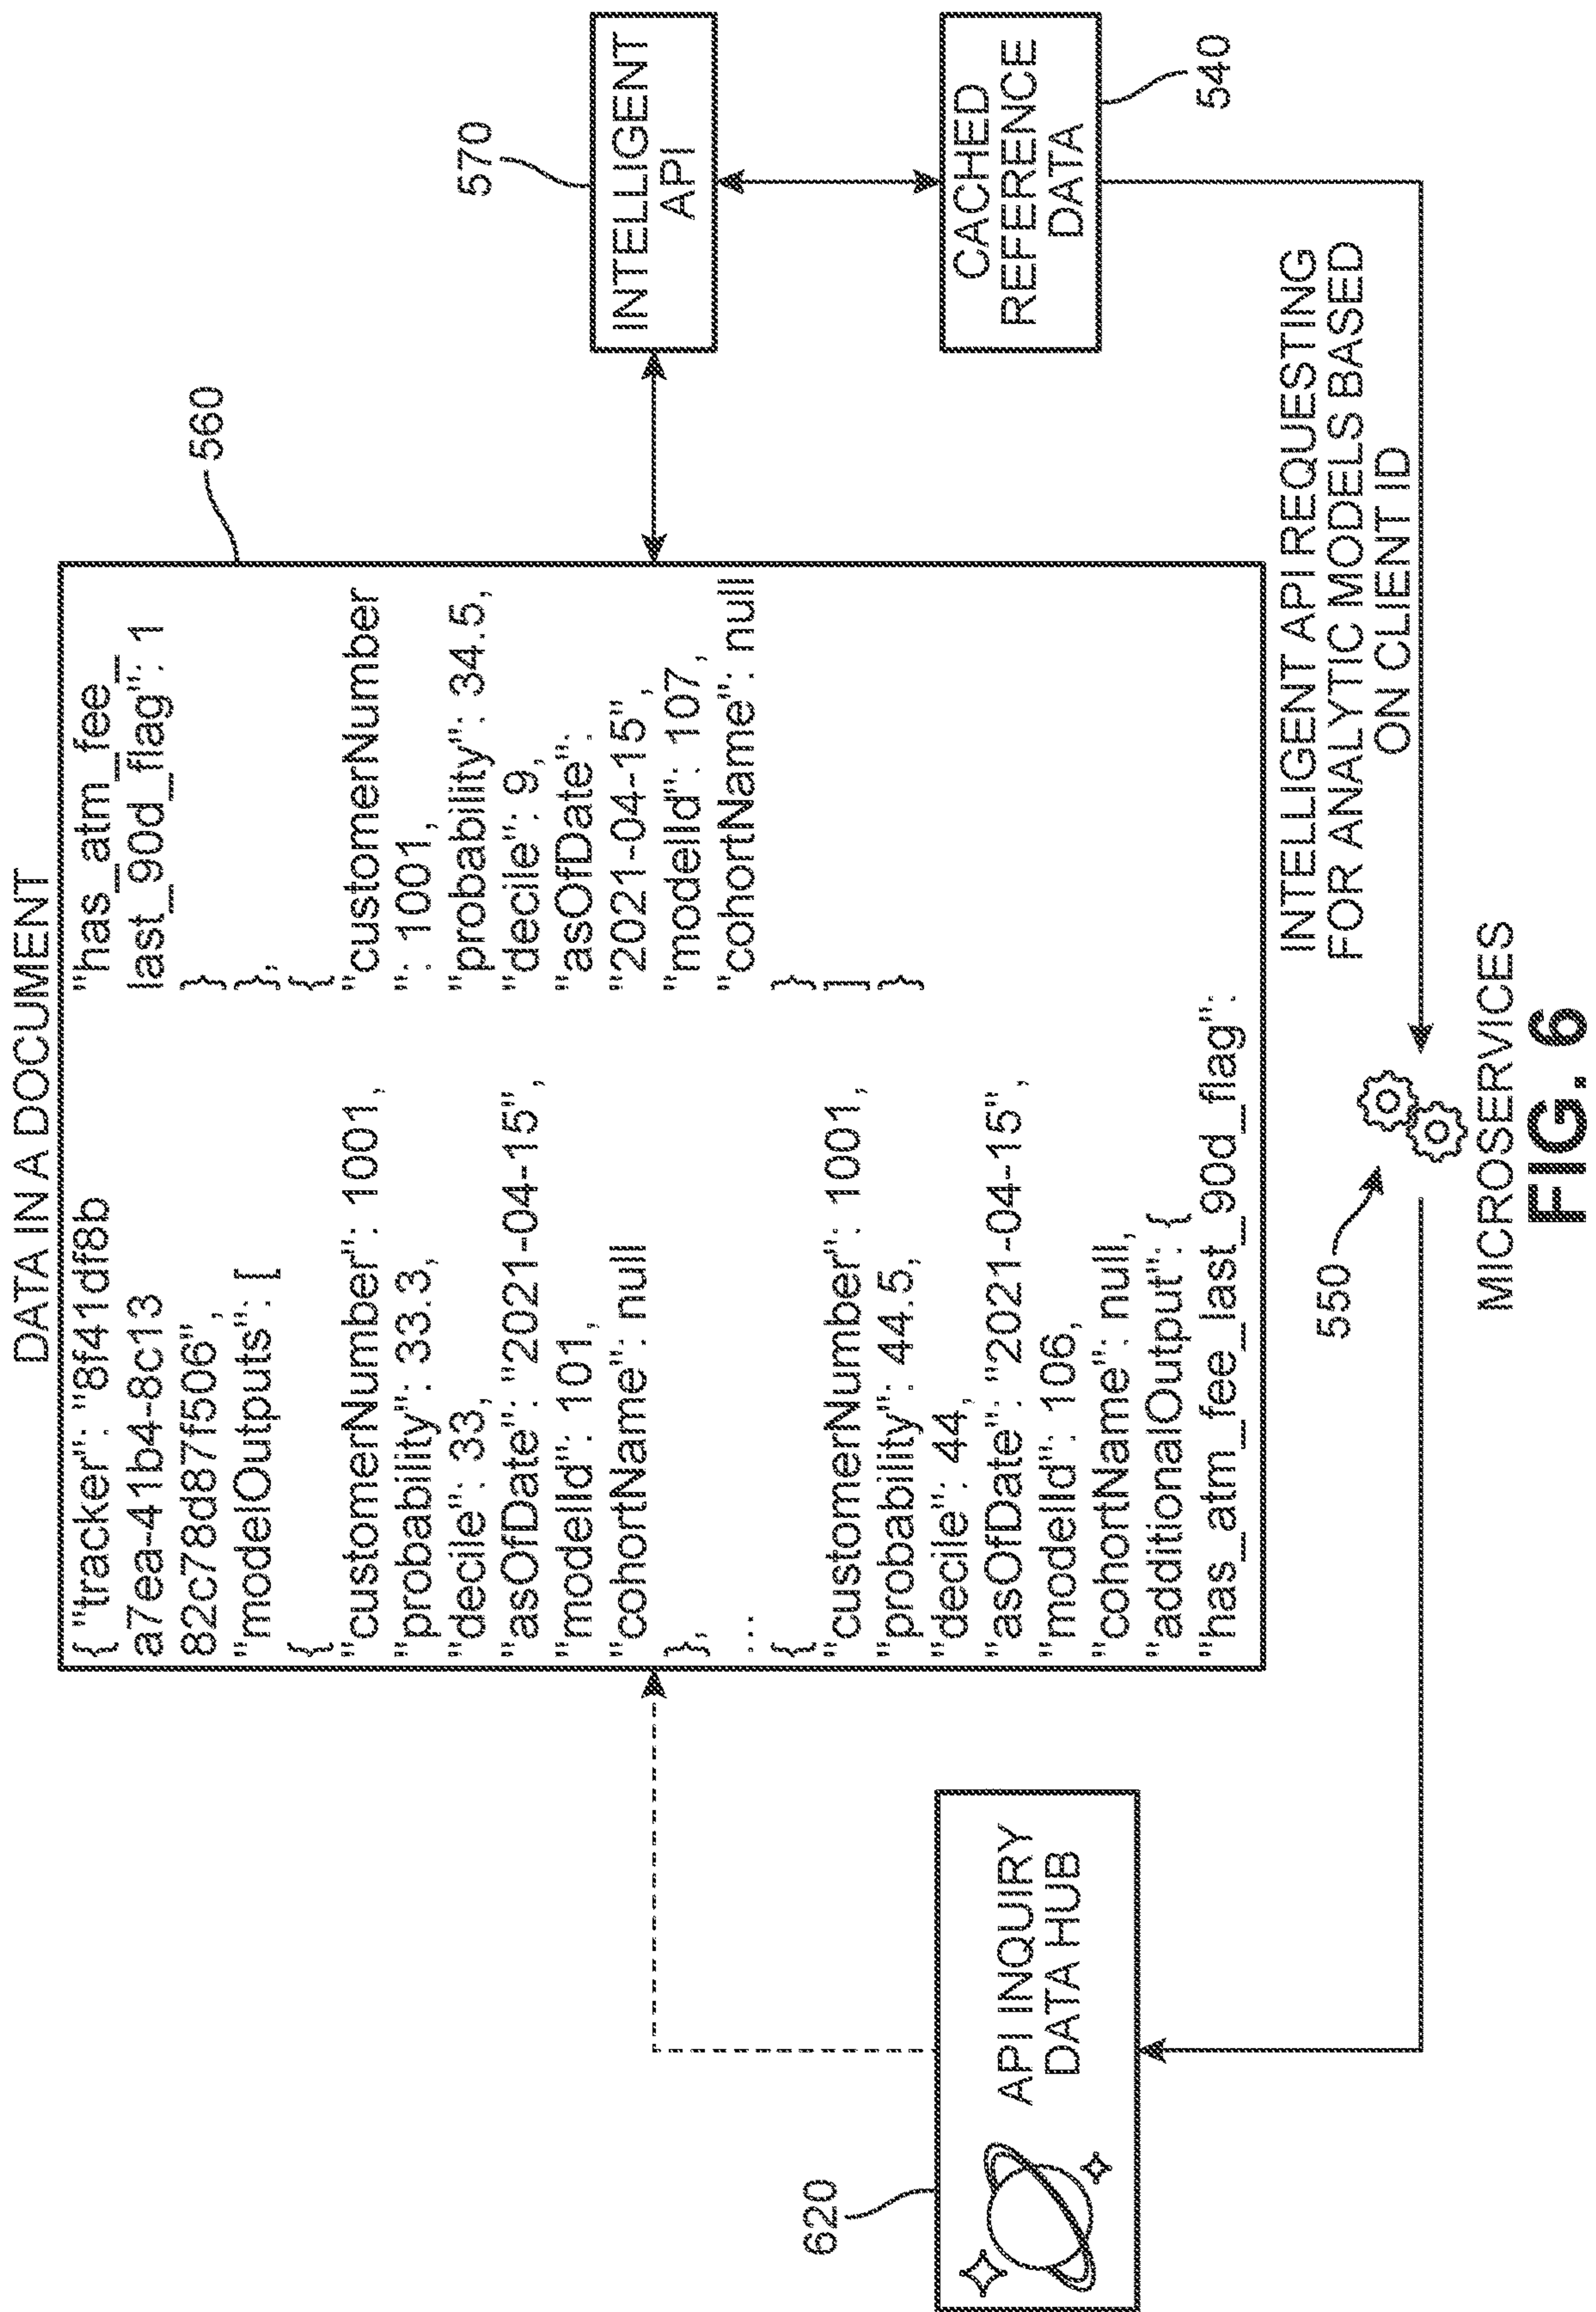 DATA IN A DOCUMENT
560
{ "tracker": "8f41df8b
a7ea-41b4-8c13
82c78d87f506",
"modelOutputs": [
{
"customerNumber": 1001,
"probability": 33.3,
"decile": 33,
"asOfDate": "2021-04-15",
"modelId": 101,
"cohortName": null
},
...
{
"customerNumber": 1001,
"probability": 44.5,
"decile": 44,
"asOfDate": "2021-04-15",
"modelId": 106,
"cohortName": null,
"additionalOutput": {
"has_atm_fee_last_90d_flag":
"has_atm_fee_
last_90d_flag": 1
}
},
{
"customerNumber
": 1001,
"probability": 34.5,
"decile": 9,
"asOfDate":
"2021-04-15",
"modelId": 107,
"cohortName": null
}
]
}
570
INTELLIGENT
API
CACHED
REFERENCE
DATA
540
620
API INQUIRY
DATA HUB
INTELLIGENT API REQUESTING
FOR ANALYTIC MODELS BASED
ON CLIENT ID
550
MICROSERVICES
FIG. 6